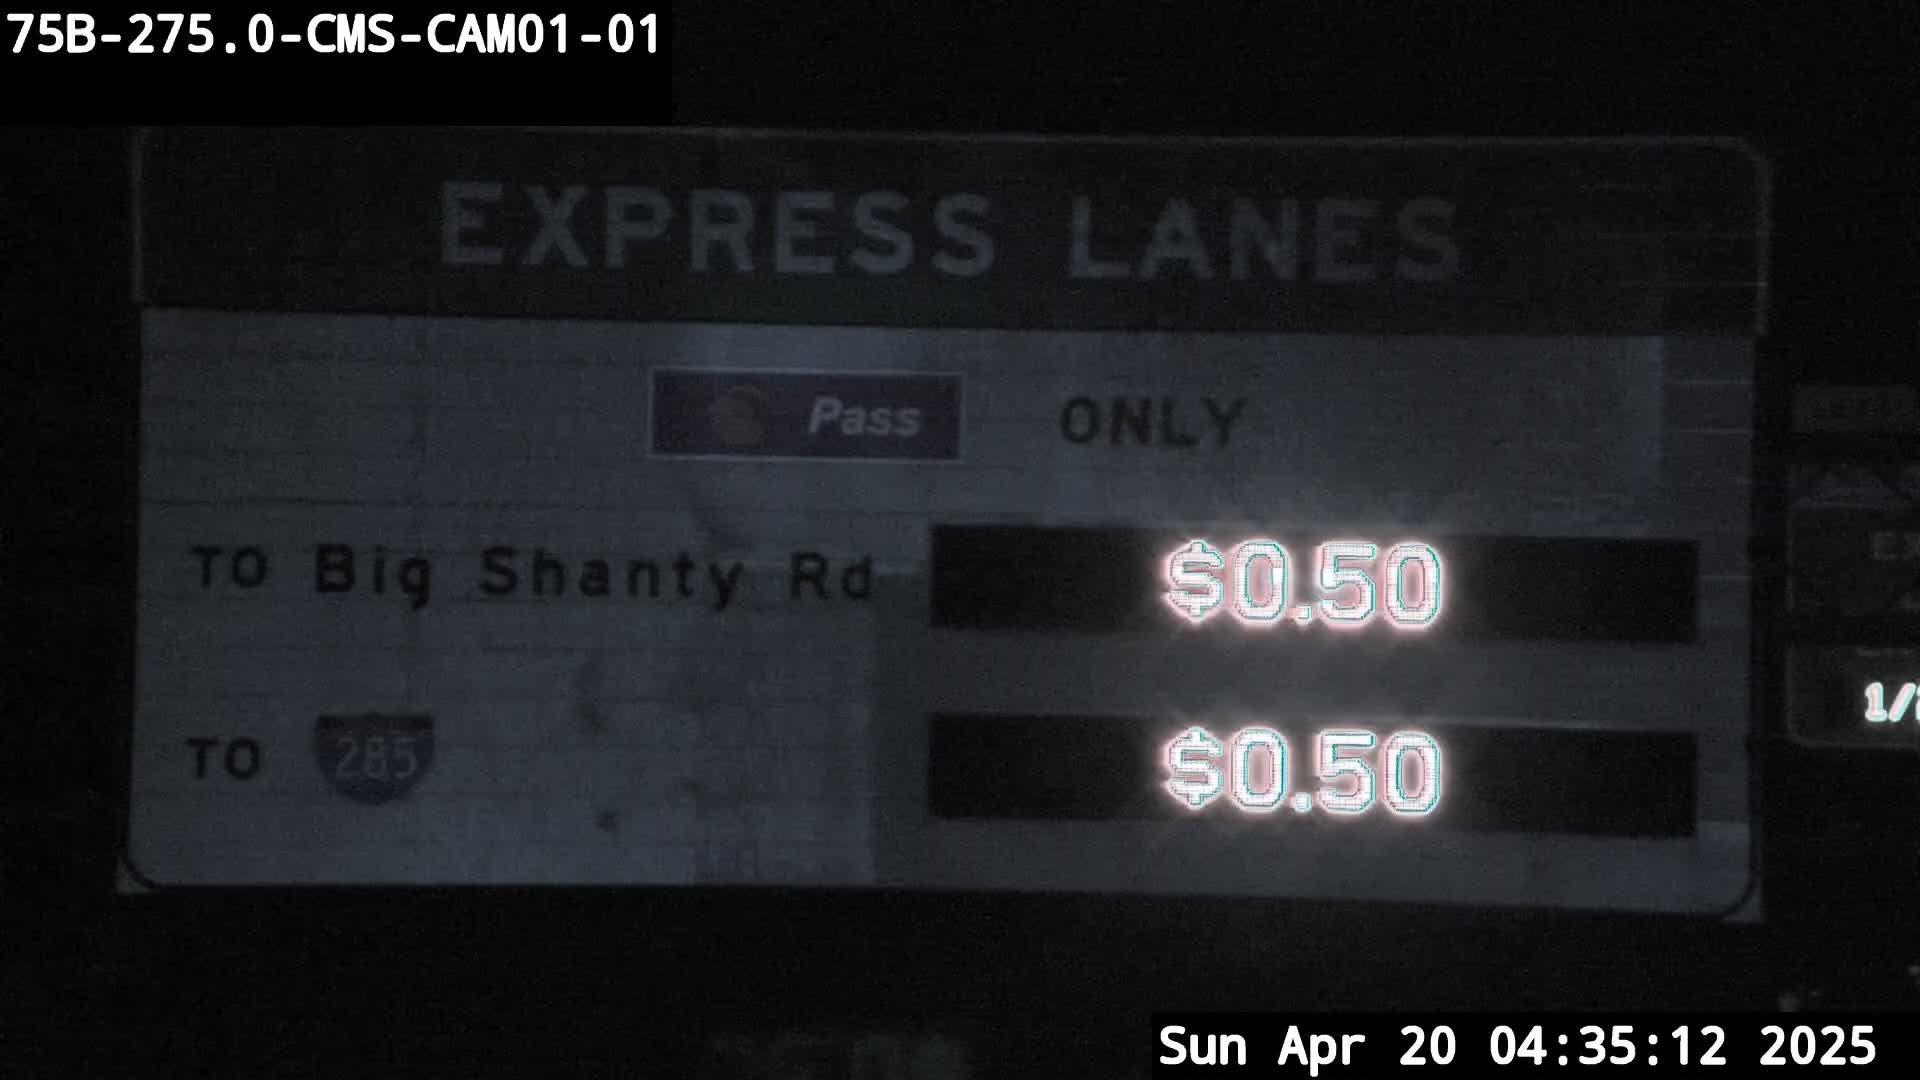 75B-275.0-CMS-CAM01-01
EXPRESS LANES
Pass ONLY
TO Big Shanty Rd $0.50
TO 285 $0.50
Sun Apr 20 04:35:12 2025